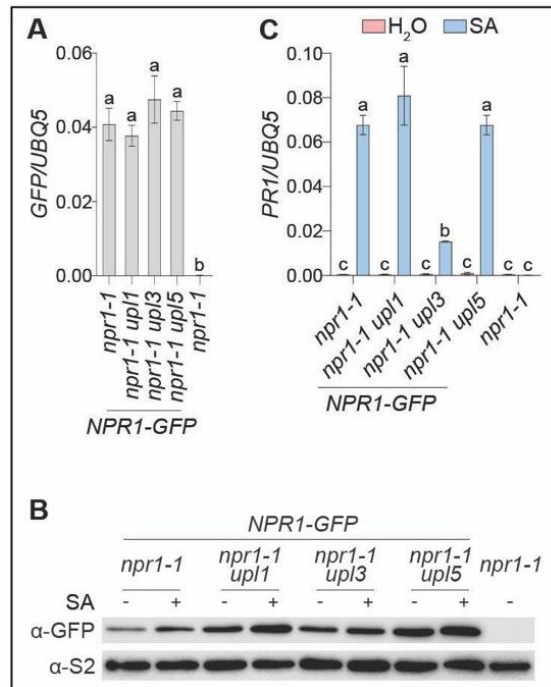 A
GFP/UBQ5
0.06
0.04
0.02
0.00
a
a
a
a
b
npr1-1
npr1-1 upl1
npr1-1 upl3
npr1-1 upl5
npr1-1
NPR1-GFP
C
H₂O SA
PR1/UBQ5
0.10
0.08
0.06
0.04
0.02
0.00
c a c a c b c a c c
npr1-1
npr1-1 upl1
npr1-1 upl3
npr1-1 upl5
npr1-1
NPR1-GFP
B
NPR1-GFP
npr1-1 npr1-1 upl1 npr1-1 upl3 npr1-1 upl5 npr1-1
SA - + - + - + - + -
α-GFP
α-S2